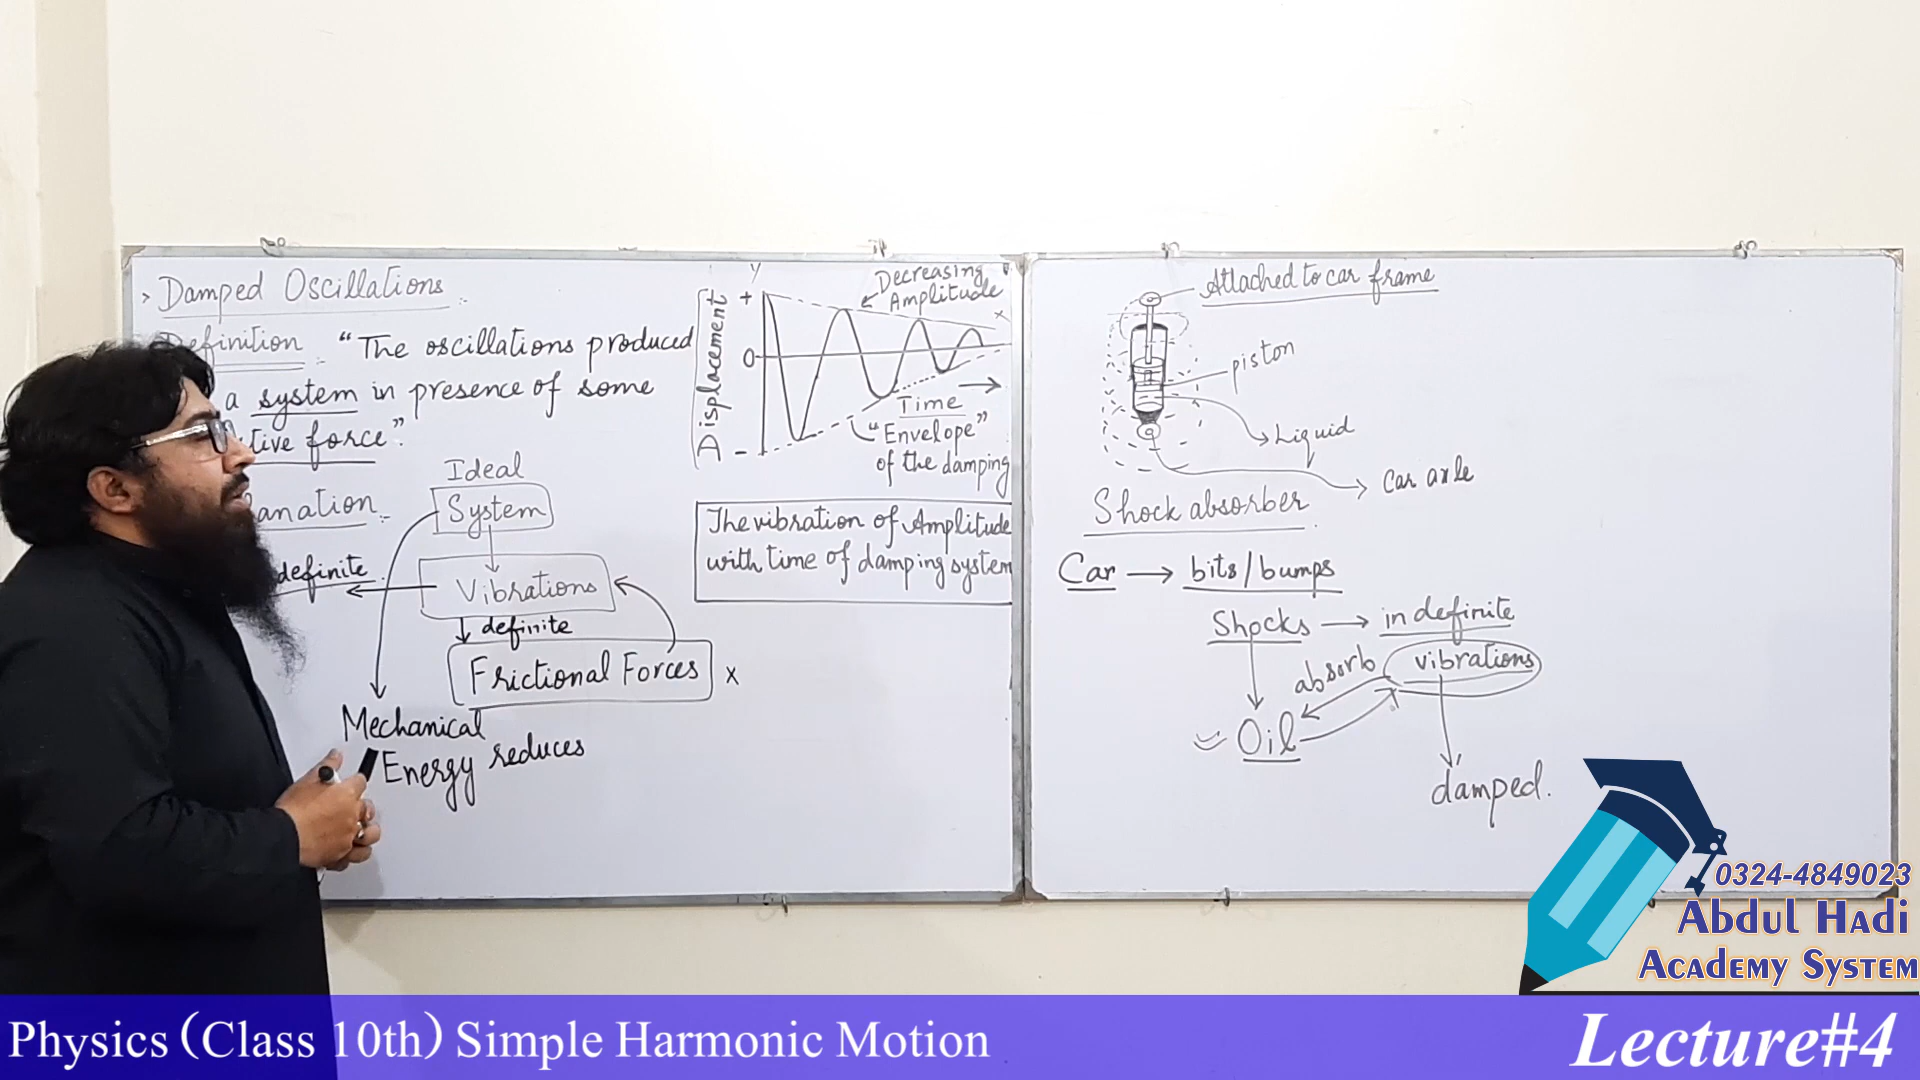 Damped Oscillations
Definition "The oscillations produced
a system in presence of some
tive force".
anation
Ideal
System
Vibrations
definite
definite
Frictional Forces x
Mechanical
Energy reduces
Y
Decreasing
Amplitude
x
+
0
-
Displacement
Time
"Envelope"
of the damping
The vibration of Amplitude
with time of damping system
Attached to car frame
piston
Liquid
Car axle
Shock absorber
Car → bits/bumps
Shocks → indefinite
vibrations
absorb
Oil
damped.
0324-4849023
Abdul Hadi
Academy System
Physics (Class 10th) Simple Harmonic Motion
Lecture#4